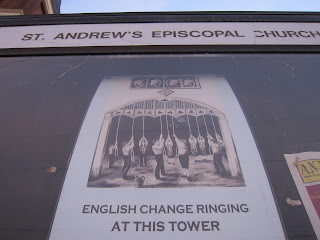 ST. ANDREW'S EPISCOPAL CHURCH
ENGLISH CHANGE RINGING
AT THIS TOWER